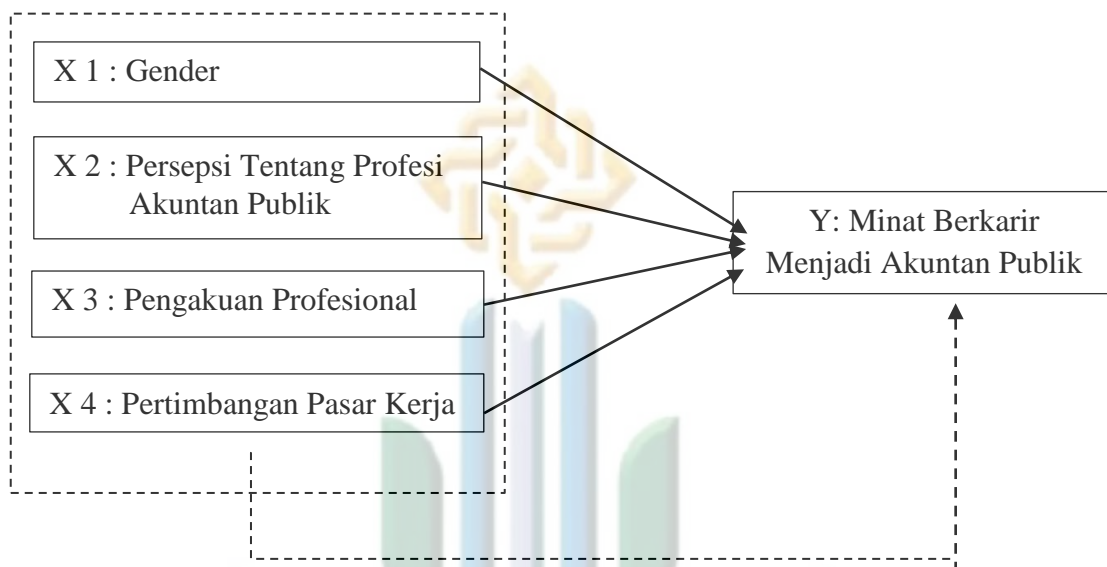 X 1 : Gender
X 2 : Persepsi Tentang Profesi
Akuntan Publik
X 3 : Pengakuan Profesional
X 4 : Pertimbangan Pasar Kerja
Y: Minat Berkarir
Menjadi Akuntan Publik